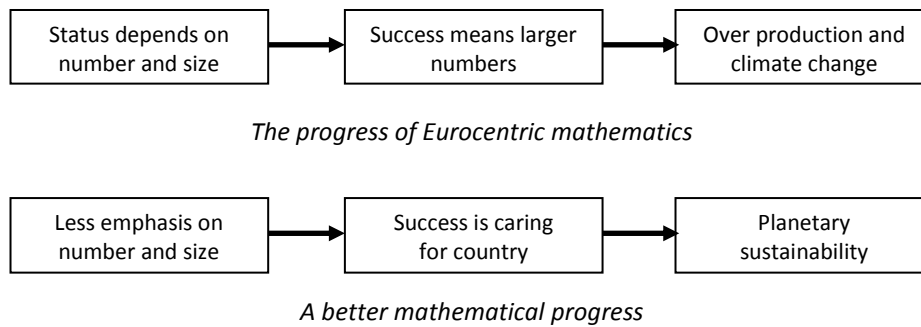 Status depends on
number and size
Success means larger
numbers
Over production and
climate change
The progress of Eurocentric mathematics
Less emphasis on
number and size
Success is caring
for country
Planetary
sustainability
A better mathematical progress